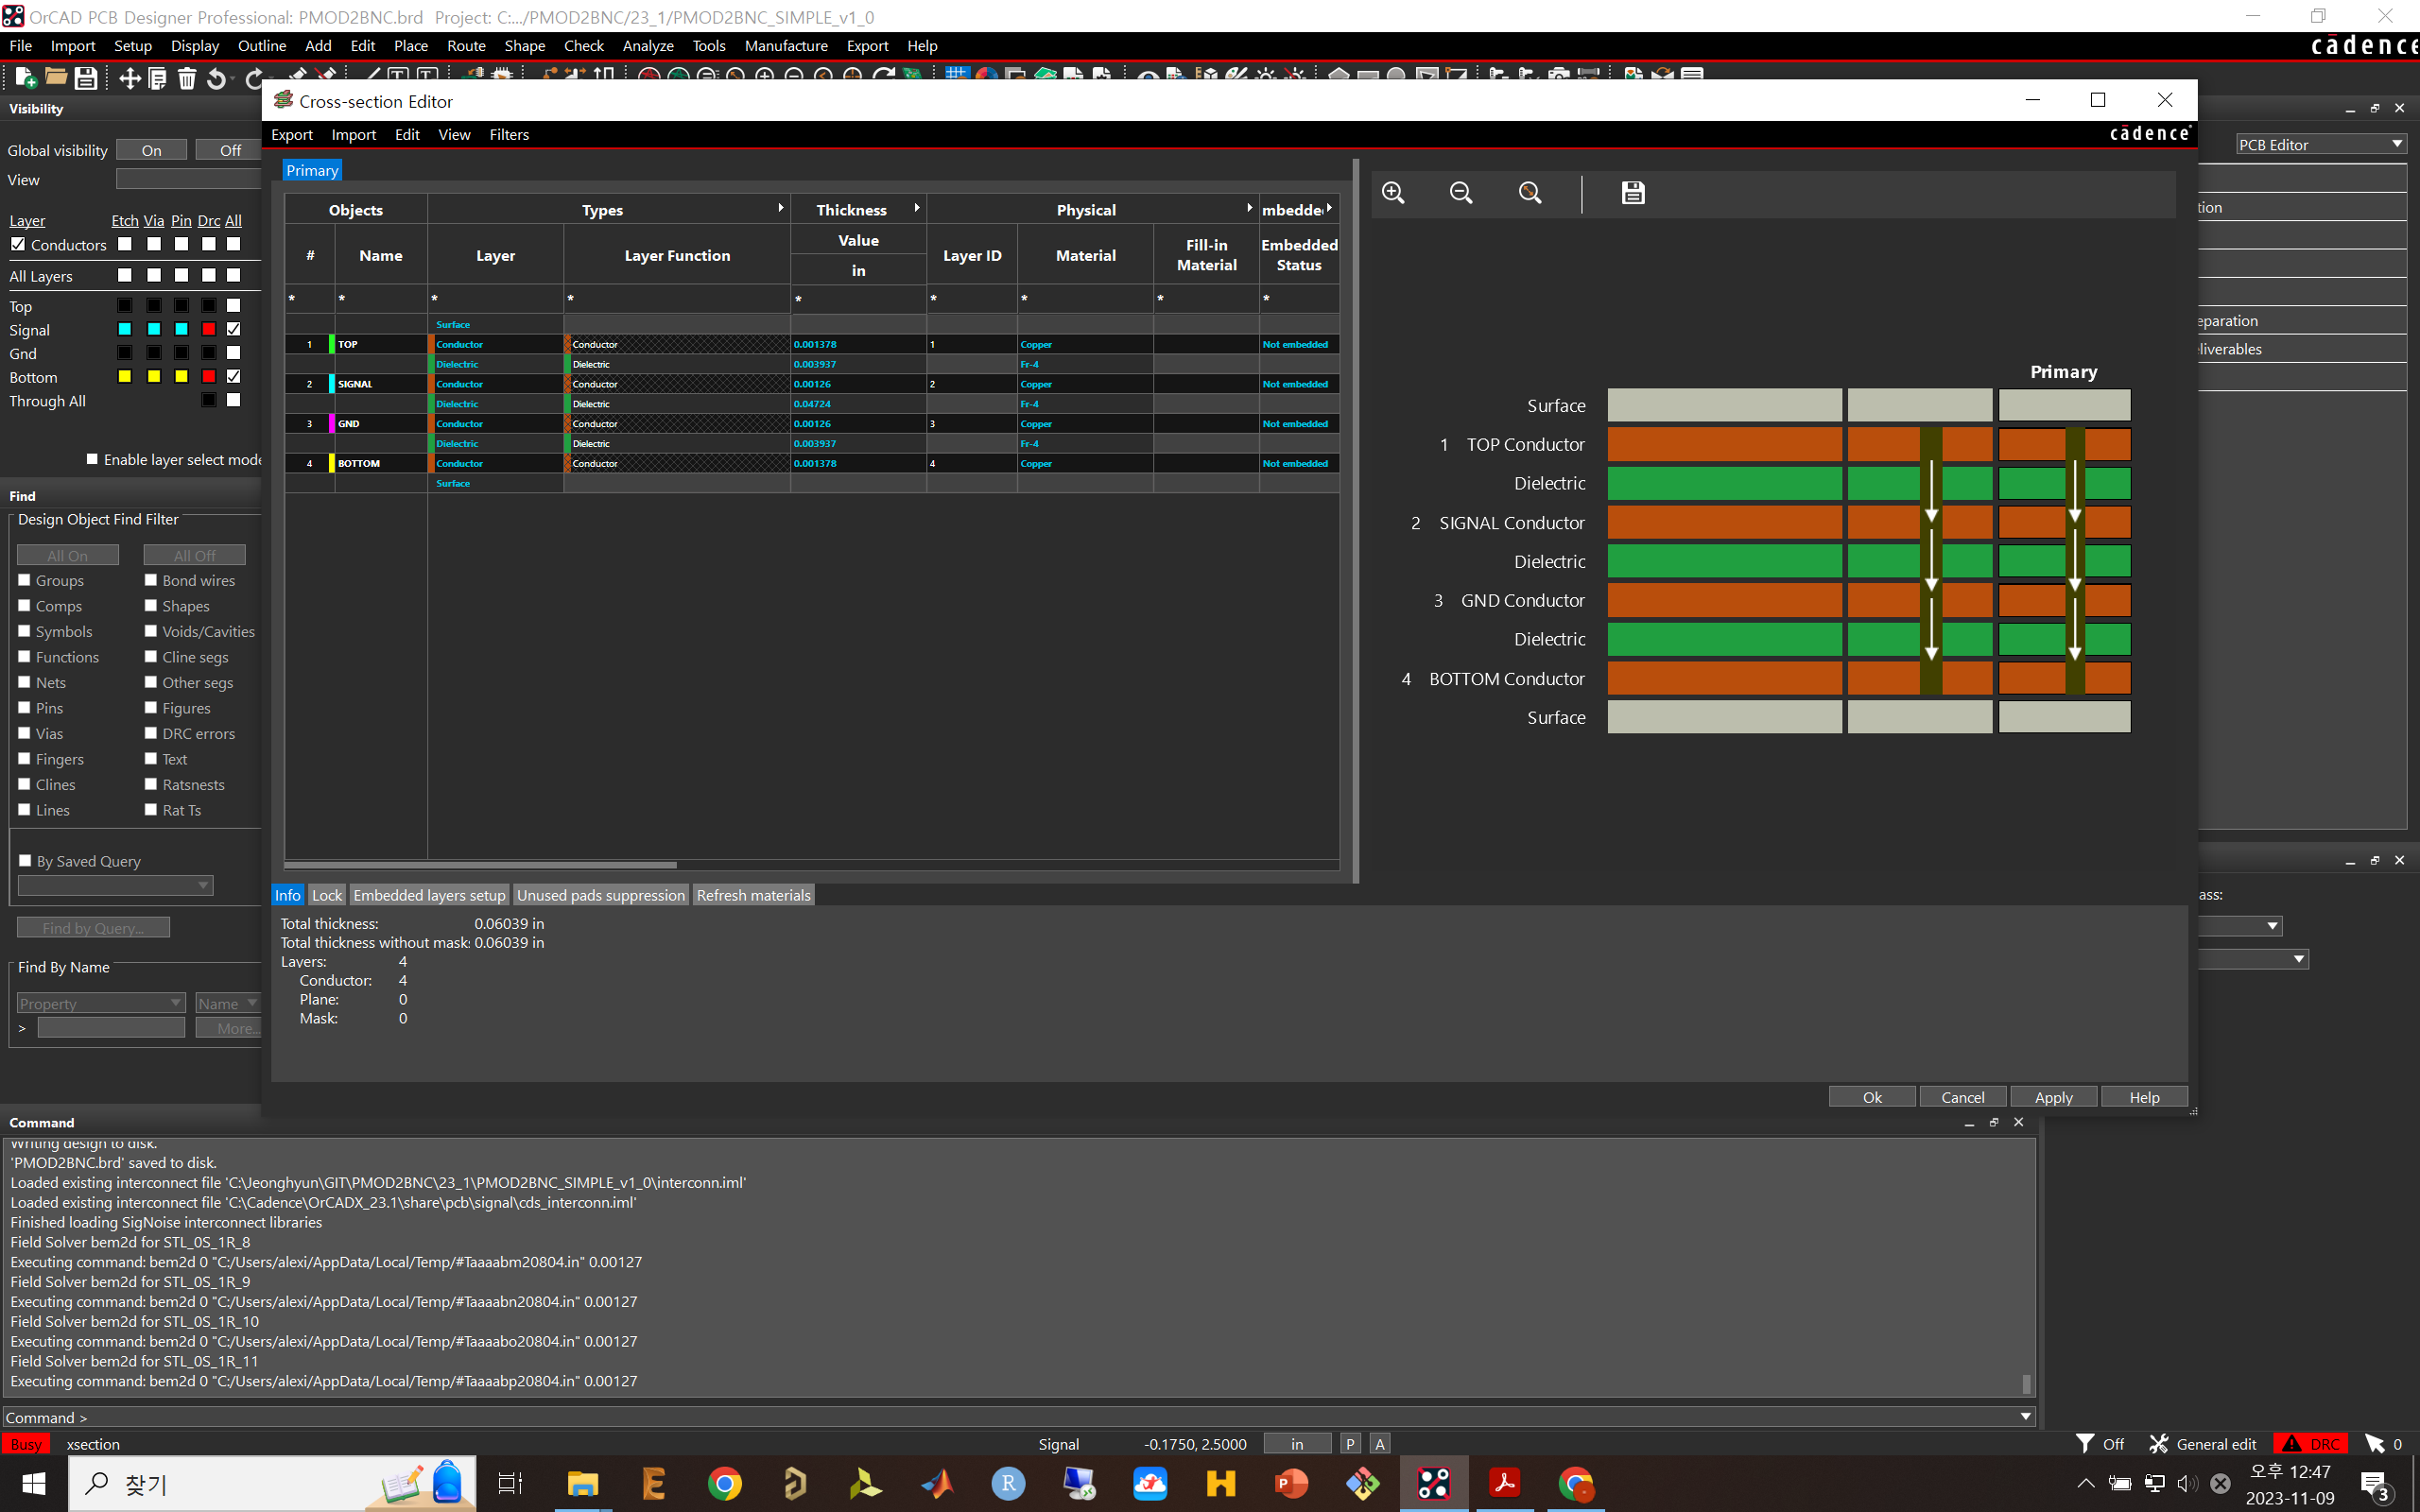 OrCAD PCB Designer Professional: PMOD2BNC.brd Project: C:.../PMOD2BNC/23_1/PMOD2BNC_SIMPLE_v1_0
File Import Setup Display Outline Add Edit Place Route Shape Check Analyze Tools Manufacture Export Help
cādence
Visibility
Global visibility On Off
View
Layer Etch Via Pin Drc All
Conductors
All Layers
Top
Signal
Gnd
Bottom
Through All
Enable layer select mode
Find
Design Object Find Filter
All On All Off
Groups Bond wires
Comps Shapes
Symbols Voids/Cavities
Functions Cline segs
Nets Other segs
Pins Figures
Vias DRC errors
Fingers Text
Clines Ratsnests
Lines Rat Ts
By Saved Query
Find by Query...
Find By Name
Property Name
> More...
Cross-section Editor
Export Import Edit View Filters
cādence
Primary
Objects Types Thickness Physical mbedde
# Name Layer Layer Function Value in Layer ID Material Fill-in Material Embedded Status
* * * * * * * * *
Surface
1 TOP Conductor Conductor 0.001378 1 Copper Not embedded
Dielectric Dielectric 0.003937 Fr-4
2 SIGNAL Conductor Conductor 0.00126 2 Copper Not embedded
Dielectric Dielectric 0.04724 Fr-4
3 GND Conductor Conductor 0.00126 3 Copper Not embedded
Dielectric Dielectric 0.003937 Fr-4
4 BOTTOM Conductor Conductor 0.001378 4 Copper Not embedded
Surface
Primary
Surface
1 TOP Conductor
Dielectric
2 SIGNAL Conductor
Dielectric
3 GND Conductor
Dielectric
4 BOTTOM Conductor
Surface
Info Lock Embedded layers setup Unused pads suppression Refresh materials
Total thickness: 0.06039 in
Total thickness without mask: 0.06039 in
Layers: 4
Conductor: 4
Plane: 0
Mask: 0
Ok Cancel Apply Help
PCB Editor
tion
eparation
liverables
ass:
Command
Writing design to disk.
'PMOD2BNC.brd' saved to disk.
Loaded existing interconnect file 'C:\Jeonghyun\GIT\PMOD2BNC\23_1\PMOD2BNC_SIMPLE_v1_0\interconn.iml'
Loaded existing interconnect file 'C:\Cadence\OrCADX_23.1\share\pcb\signal\cds_interconn.iml'
Finished loading SigNoise interconnect libraries
Field Solver bem2d for STL_0S_1R_8
Executing command: bem2d 0 "C:/Users/alexi/AppData/Local/Temp/#Taaaabm20804.in" 0.00127
Field Solver bem2d for STL_0S_1R_9
Executing command: bem2d 0 "C:/Users/alexi/AppData/Local/Temp/#Taaaabn20804.in" 0.00127
Field Solver bem2d for STL_0S_1R_10
Executing command: bem2d 0 "C:/Users/alexi/AppData/Local/Temp/#Taaaabo20804.in" 0.00127
Field Solver bem2d for STL_0S_1R_11
Executing command: bem2d 0 "C:/Users/alexi/AppData/Local/Temp/#Taaaabp20804.in" 0.00127
Command >
Busy xsection Signal -0.1750, 2.5000 in P A Off General edit DRC 0
찾기
오후 12:47
2023-11-09
3